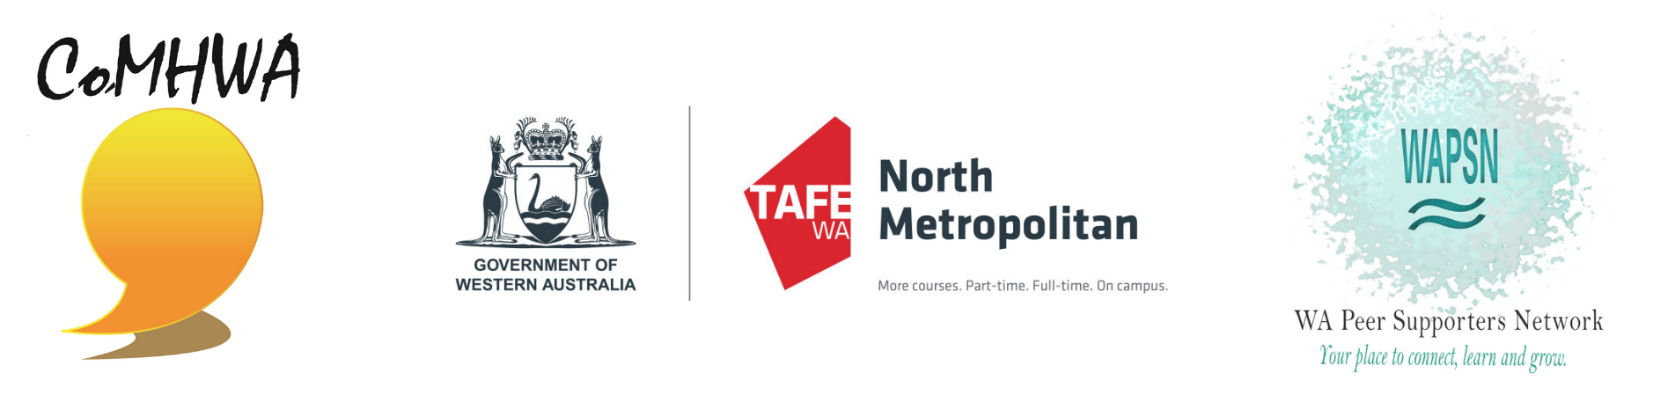 CoMHWA
GOVERNMENT OF
WESTERN AUSTRALIA
TAFE
WA
North
Metropolitan
More courses. Part-time. Full-time. On campus.
WAPSN
WA Peer Supporters Network
Your place to connect, learn and grow.